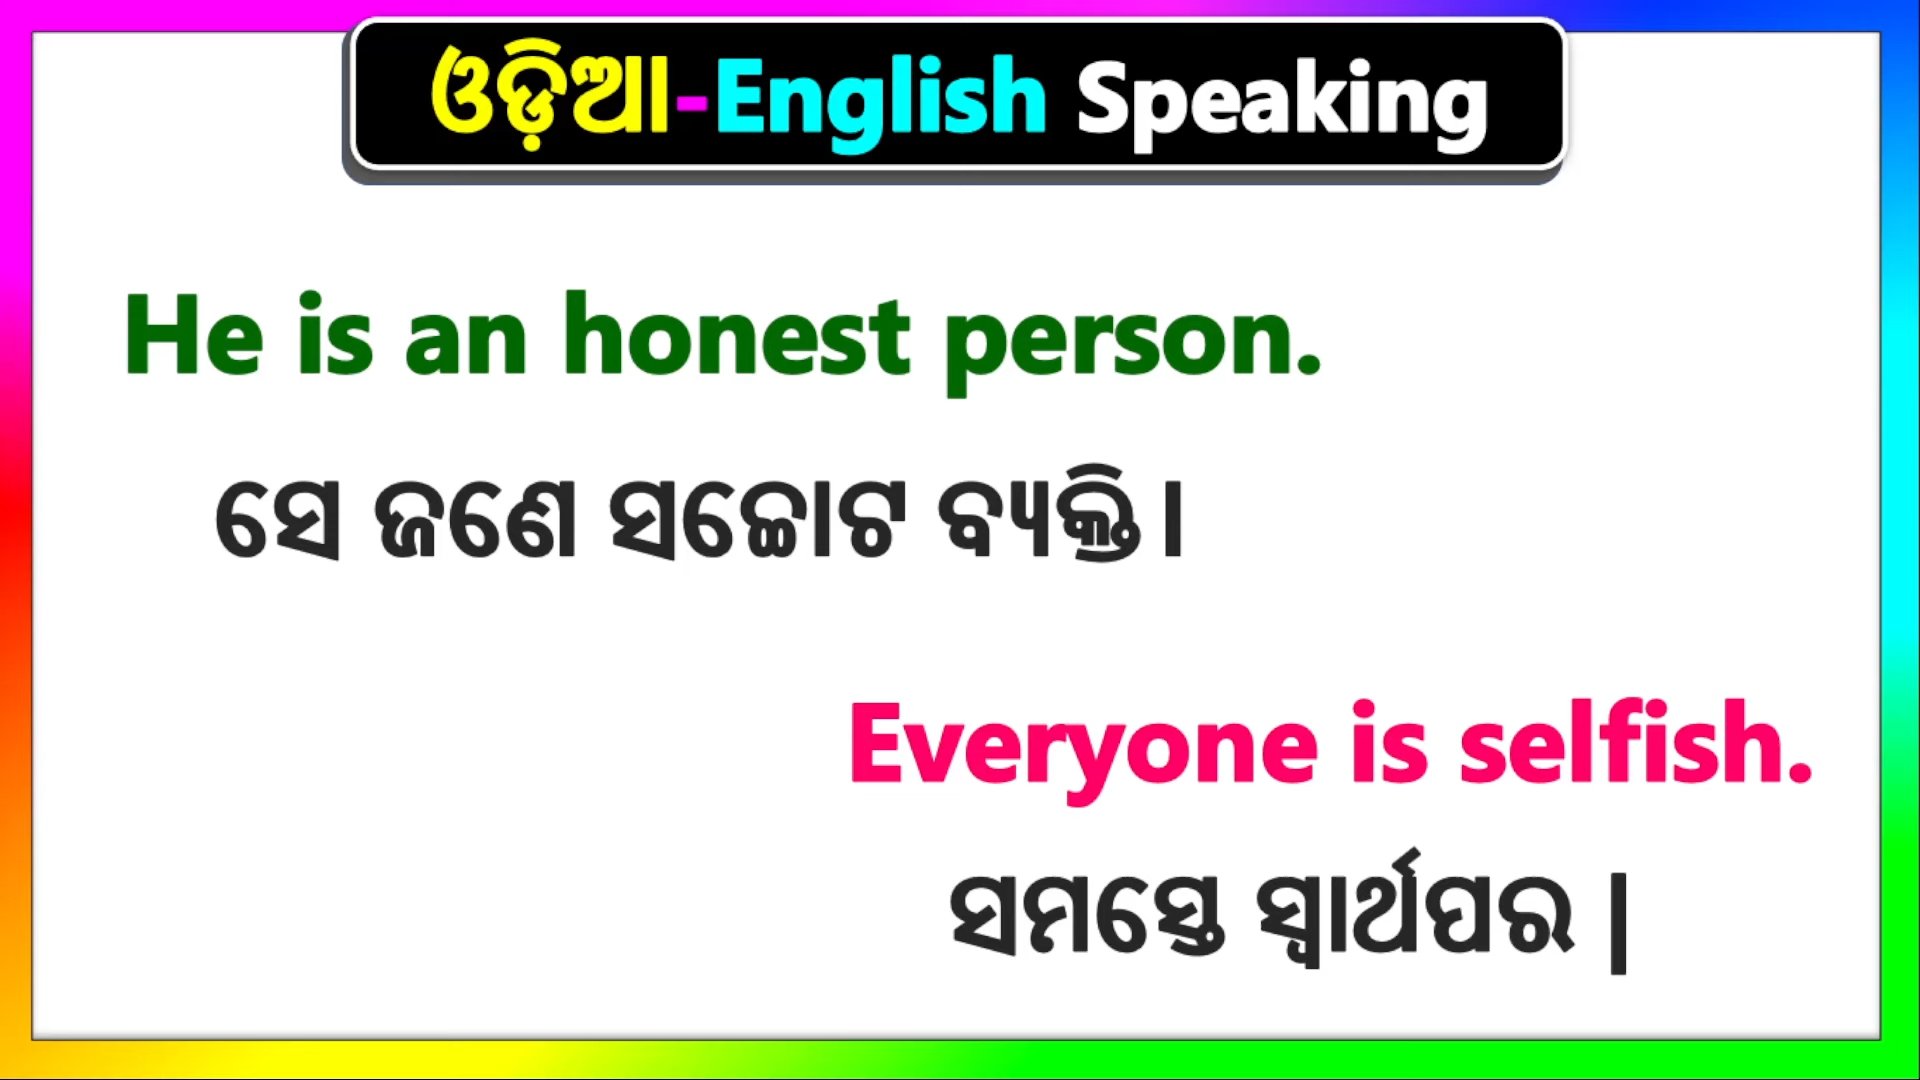 ଓଡ଼ିଆ-English Speaking
He is an honest person.
ସେ ଜଣେ ସଚ୍ଚୋଟ ବ୍ୟକ୍ତି।
Everyone is selfish.
ସମସ୍ତେ ସ୍ୱାର୍ଥପର |